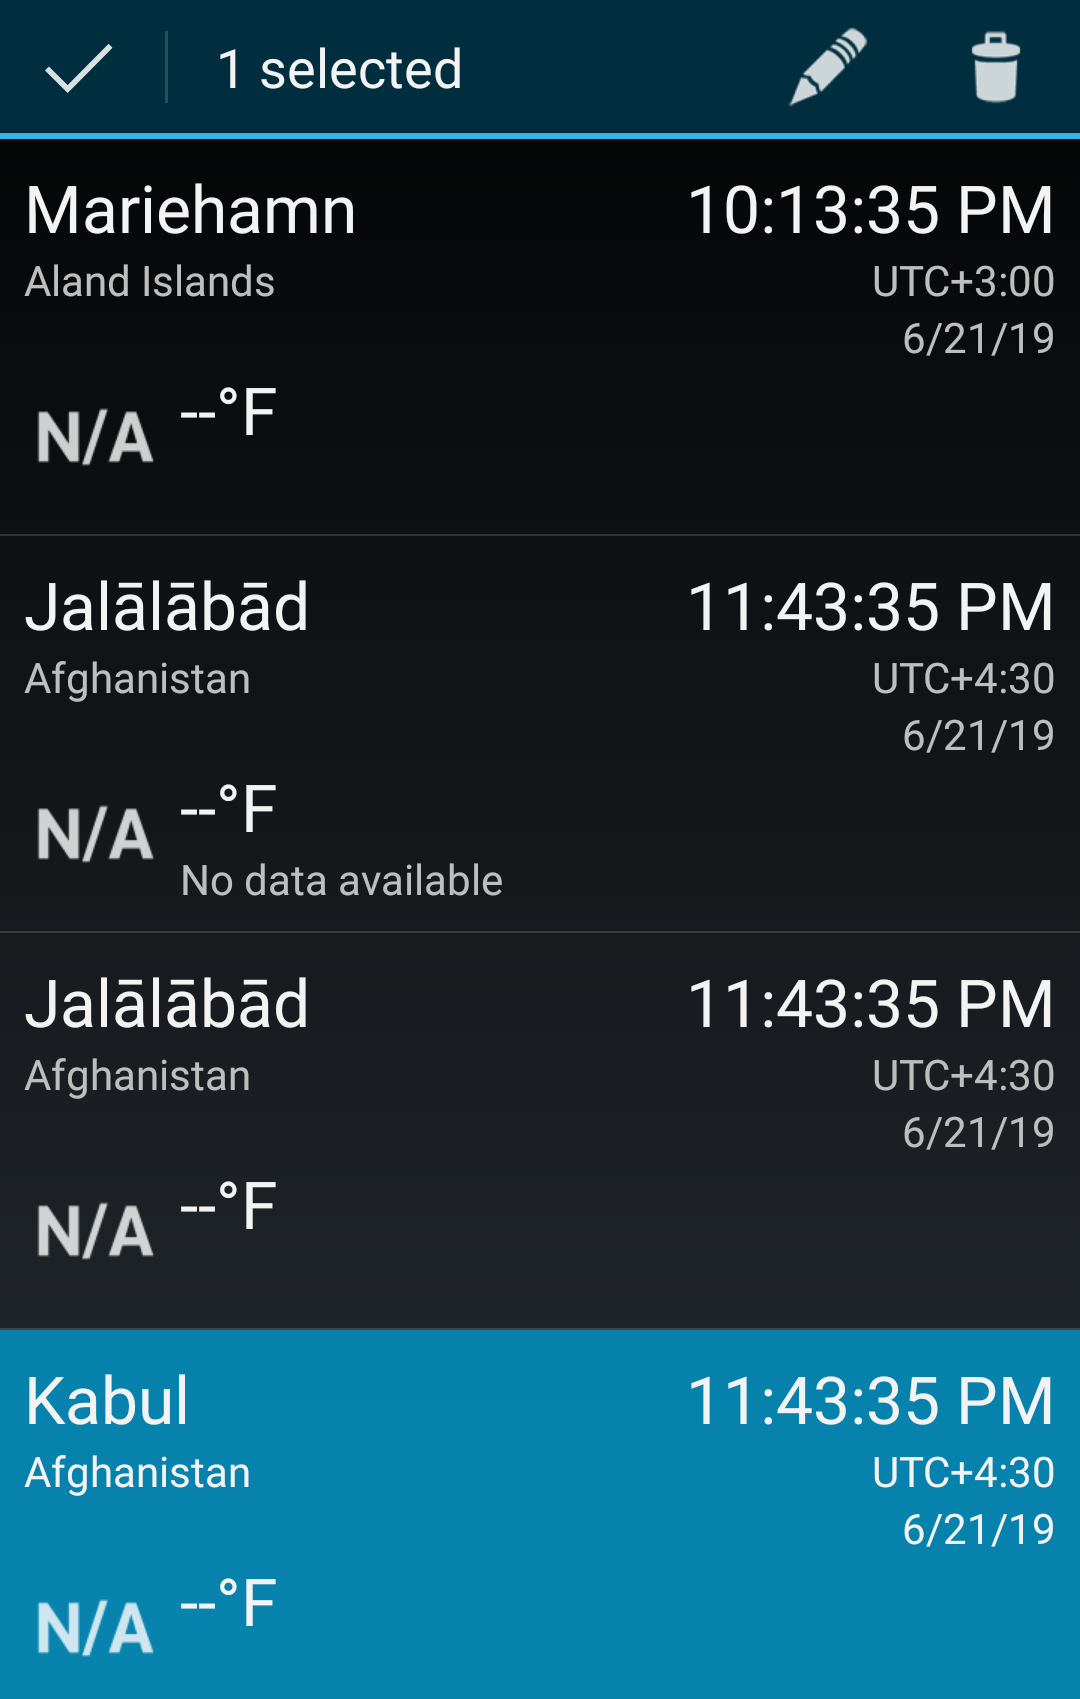 1 selected
Mariehamn 10:13:35 PM
Aland Islands UTC+3:00
6/21/19
N/A --°F
Jalālābād 11:43:35 PM
Afghanistan UTC+4:30
6/21/19
N/A --°F
No data available
Jalālābād 11:43:35 PM
Afghanistan UTC+4:30
6/21/19
N/A --°F
Kabul 11:43:35 PM
Afghanistan UTC+4:30
6/21/19
N/A --°F